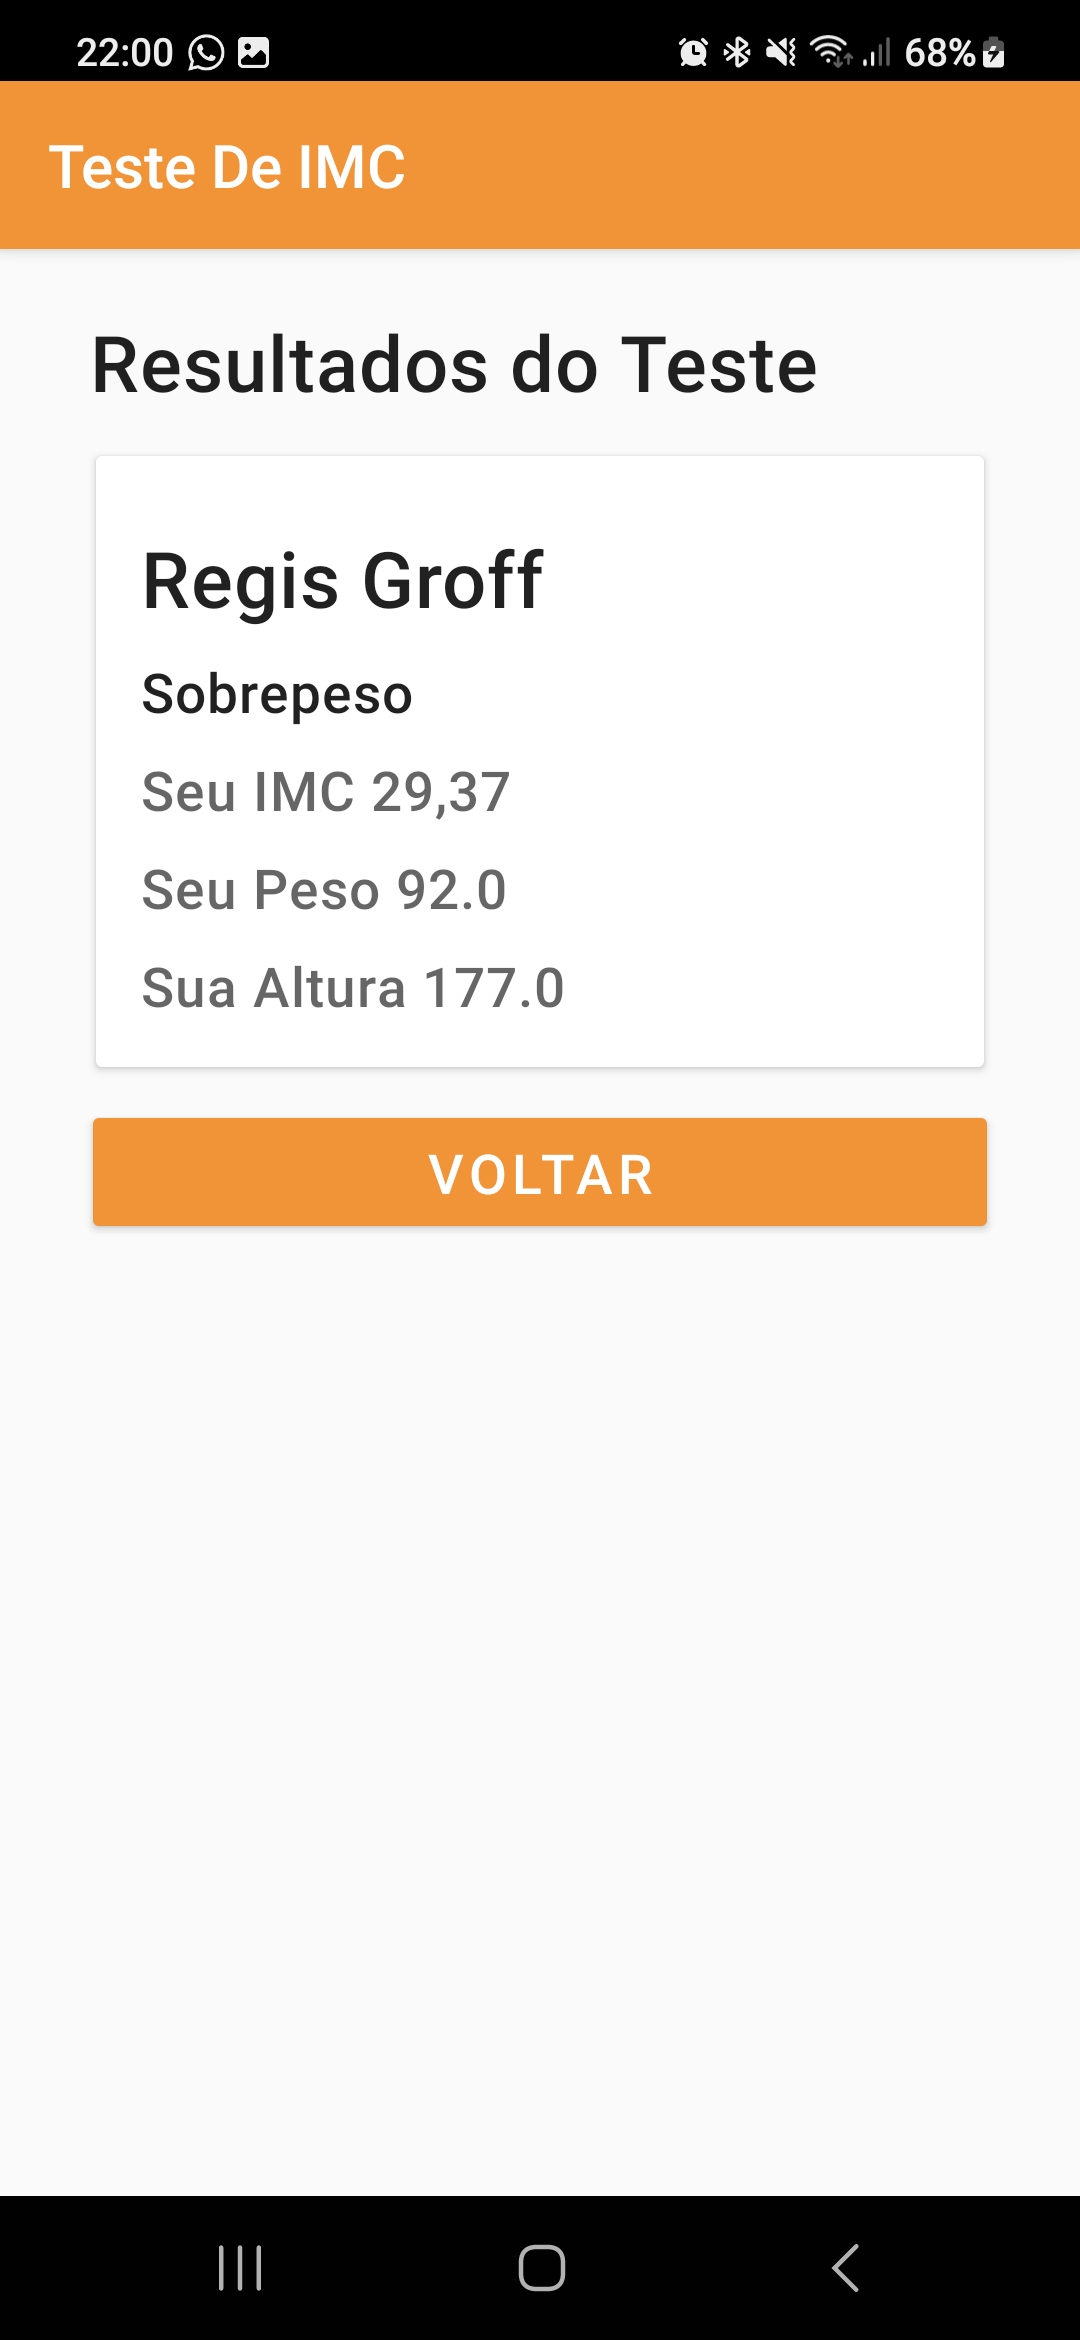 22:00 68%
Teste De IMC
Resultados do Teste
Regis Groff
Sobrepeso
Seu IMC 29,37
Seu Peso 92.0
Sua Altura 177.0
VOLTAR